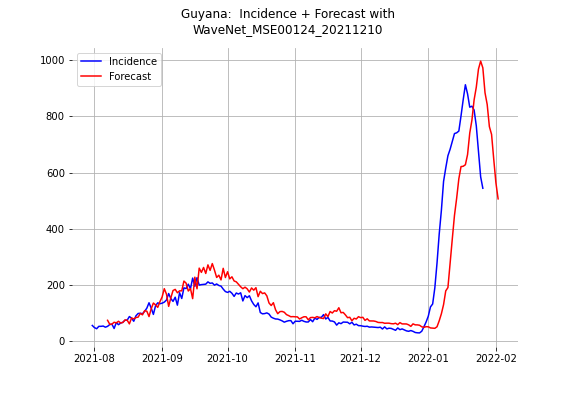 Guyana:  Incidence + Forecast with
WaveNet_MSE00124_20211210
Incidence
Forecast
1000
800
600
400
200
0
2021-08 2021-09 2021-10 2021-11 2021-12 2022-01 2022-02